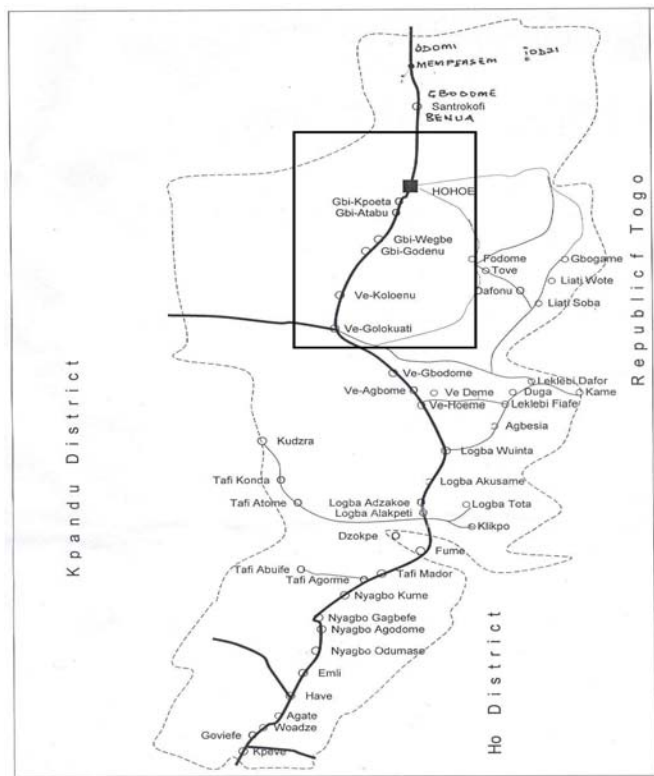 ODOMI
MEMPEASEM
iODZI
GBODOME
Santrokofi
BENUA
HOHOE
Gbi-Kpoeta
Gbi-Atabu
Gbi-Wegbe
Gbi-Godenu
Fodome
Tove
Gbogame
Dafonu
Liati Wote
Liati Soba
Ve-Koloenu
Ve-Golokuati
Republicf Togo
Ve-Gbodome
Leklebi Dafor
Ve-Agbome
Ve Deme
Duga
Kame
Ve-Hoeme
Leklebi Fiafe
Agbesia
Kudzra
Logba Wuinta
Kpandu District
Tafi Konda
Logba Akusame
Tafi Atome
Logba Adzakoe
Logba Tota
Logba Alakpeti
Klikpo
Dzokpe
Fume
Tafi Abuife
Tafi Mador
Tafi Agorme
Nyagbo Kume
Nyagbo Gagbefe
Nyagbo Agodome
Nyagbo Odumase
Emli
Have
Ho District
Agate
Woadze
Goviefe
Kpeve